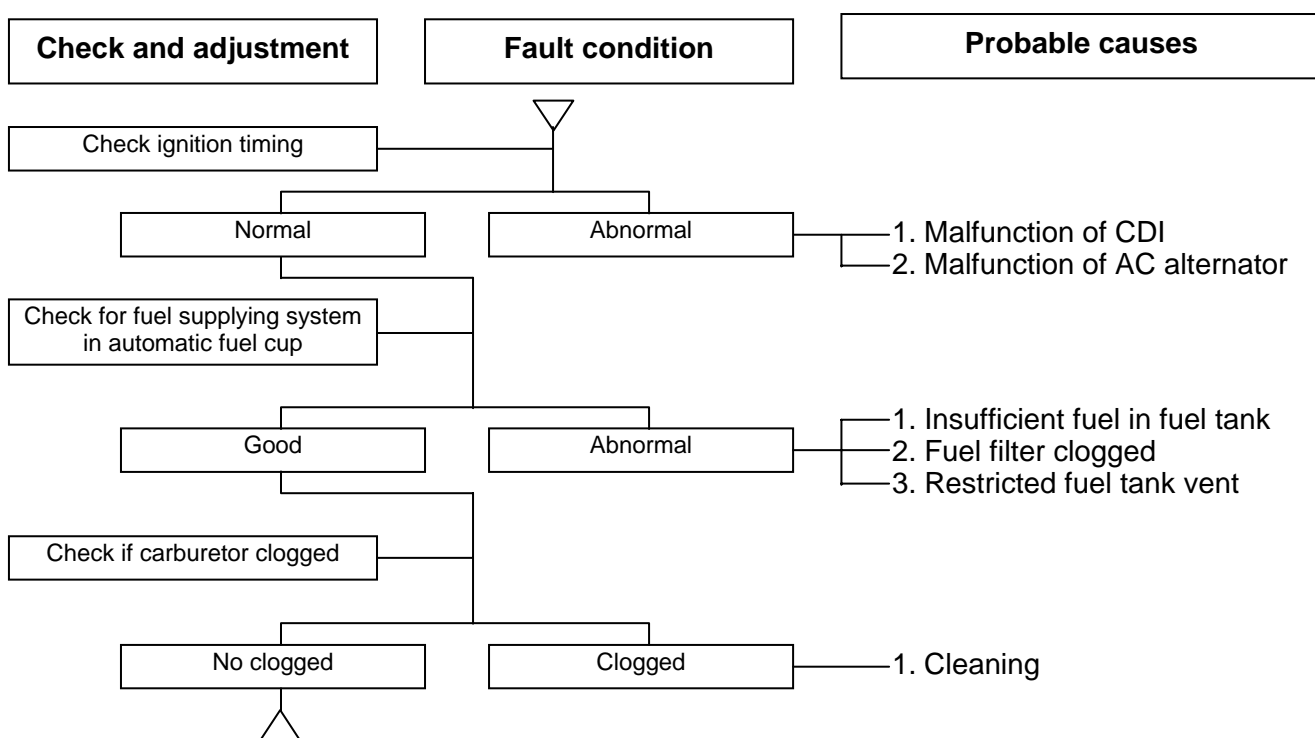 Check and adjustment
Fault condition
Probable causes
Check ignition timing
Normal
Abnormal
1. Malfunction of CDI
2. Malfunction of AC alternator
Check for fuel supplying system
in automatic fuel cup
Good
Abnormal
1. Insufficient fuel in fuel tank
2. Fuel filter clogged
3. Restricted fuel tank vent
Check if carburetor clogged
No clogged
Clogged
1. Cleaning